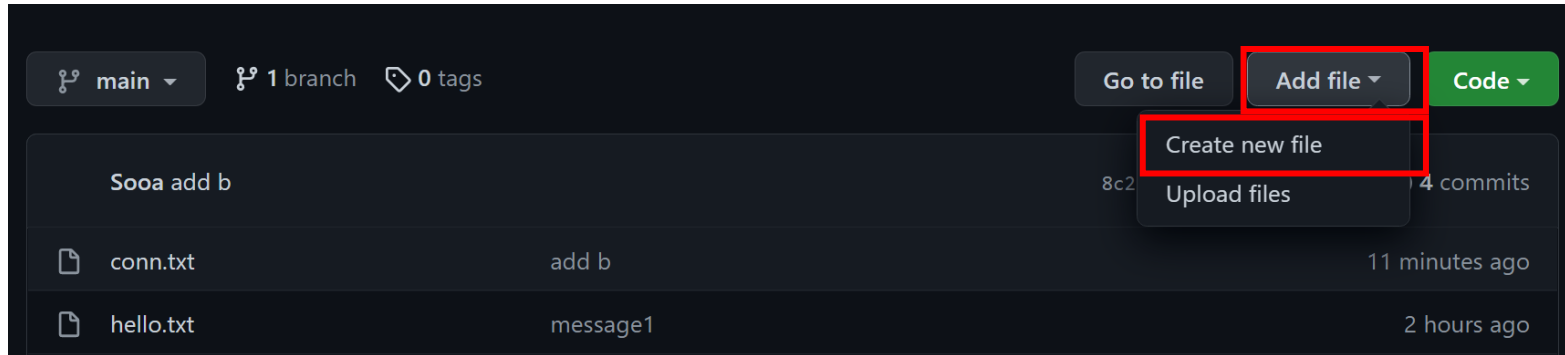 main 1 branch 0 tags Go to file Add file Code
Create new file
Sooa add b 8c2 4 commits
Upload files
conn.txt add b 11 minutes ago
hello.txt message1 2 hours ago